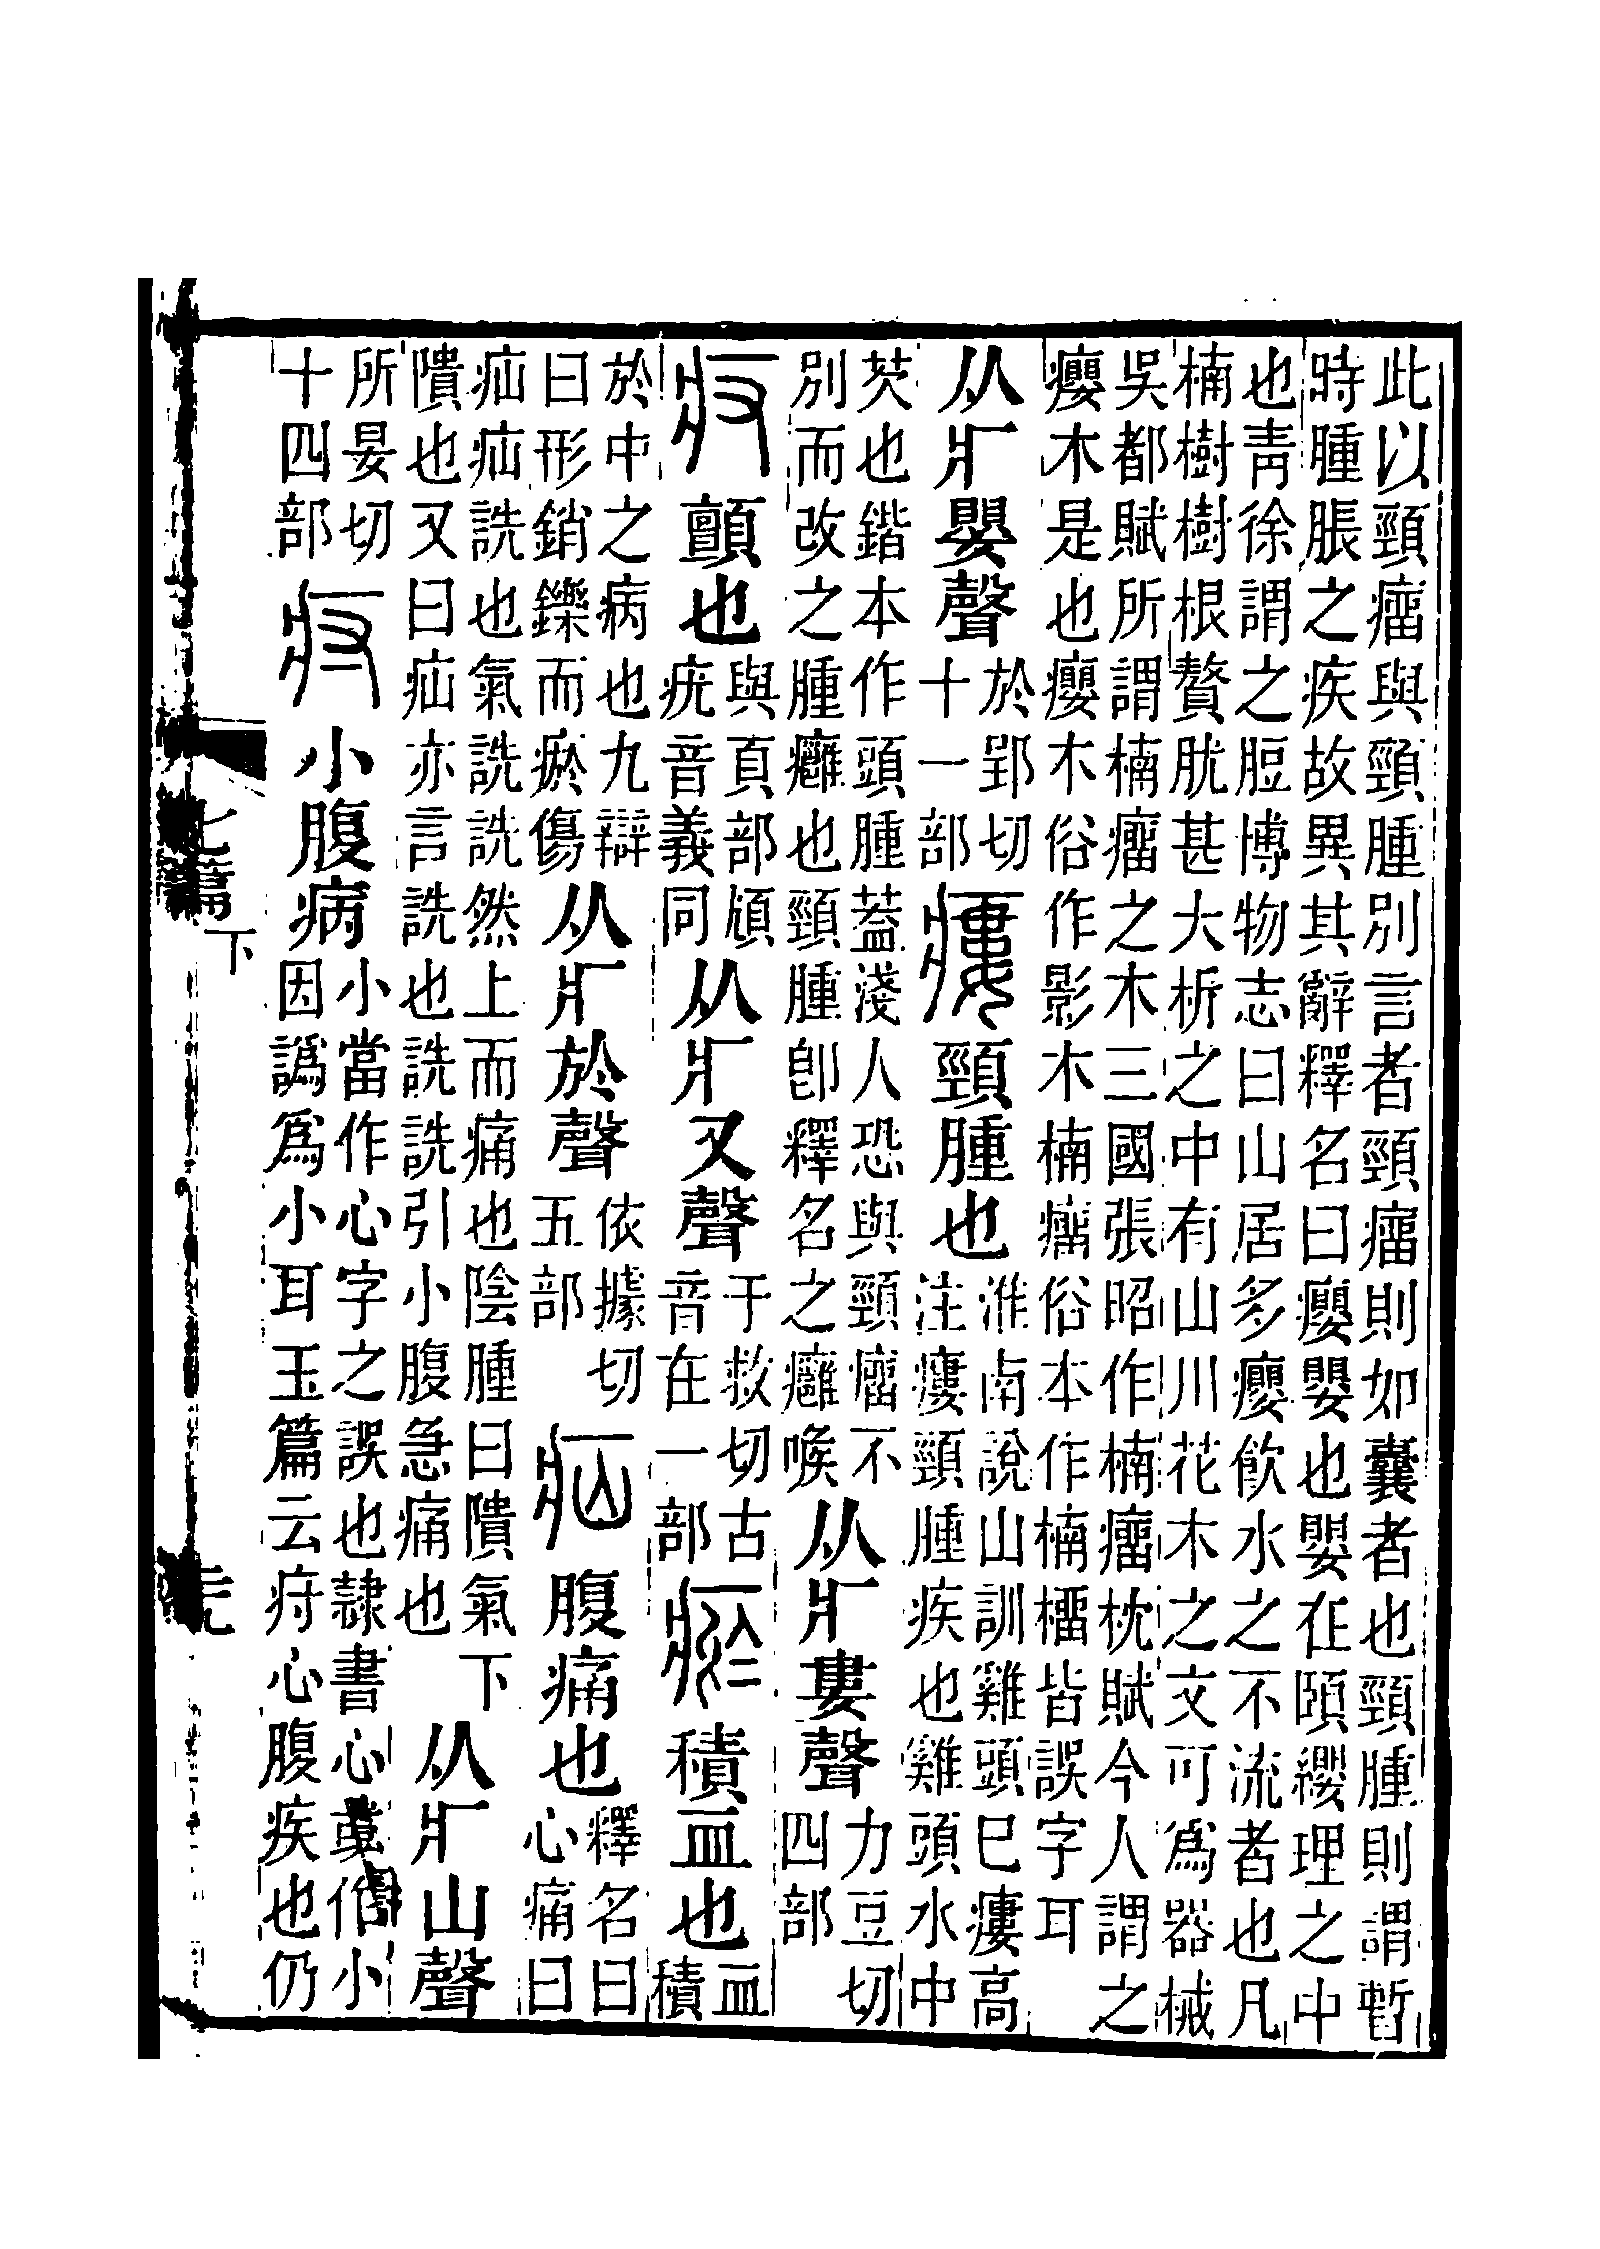 此以頸瘤與頸腫別言者頸瘤則如囊者也頸腫則謂暫
時腫脹之疾故異其辭釋名曰癭嬰也嬰在頤纓理之中
也青徐謂之脰博物志曰山居多癭飮水之不流者也凡
楠樹樹根贅肬甚大析之中有山川花木之文可爲器械
吳都賦所謂楠瘤之木三國張昭作楠瘤枕賦今人謂之
癭木是也癭木俗作影木楠瘤俗本作楠榴皆誤字耳
从疒嬰聲於郢切十一部瘻頸腫也淮南說山訓雞頭已瘻高注瘻頸腫疾也雞頭水中
芡也鍇本作頭腫蓋淺人恐與頸瘤不別而改之腫癰也頸腫卽釋名之癰喉从疒婁聲力豆切四部
㽱顫也與頁部𩑋疣音義同从疒又聲于救切古音在一部瘀積血也血積
於中之病也九辯曰形銷鑠而瘀傷从疒於聲依據切五部疝腹痛也釋名曰心痛曰
疝疝詵也氣詵詵然上而痛也陰腫曰隤氣下隤也又曰疝亦言詵也詵詵引小腹急痛也从疒山聲
所晏切十四部疛小腹病小當作心字之誤也隸書心或作小因譌爲小耳玉篇云疛心腹疾也仍
七篇下